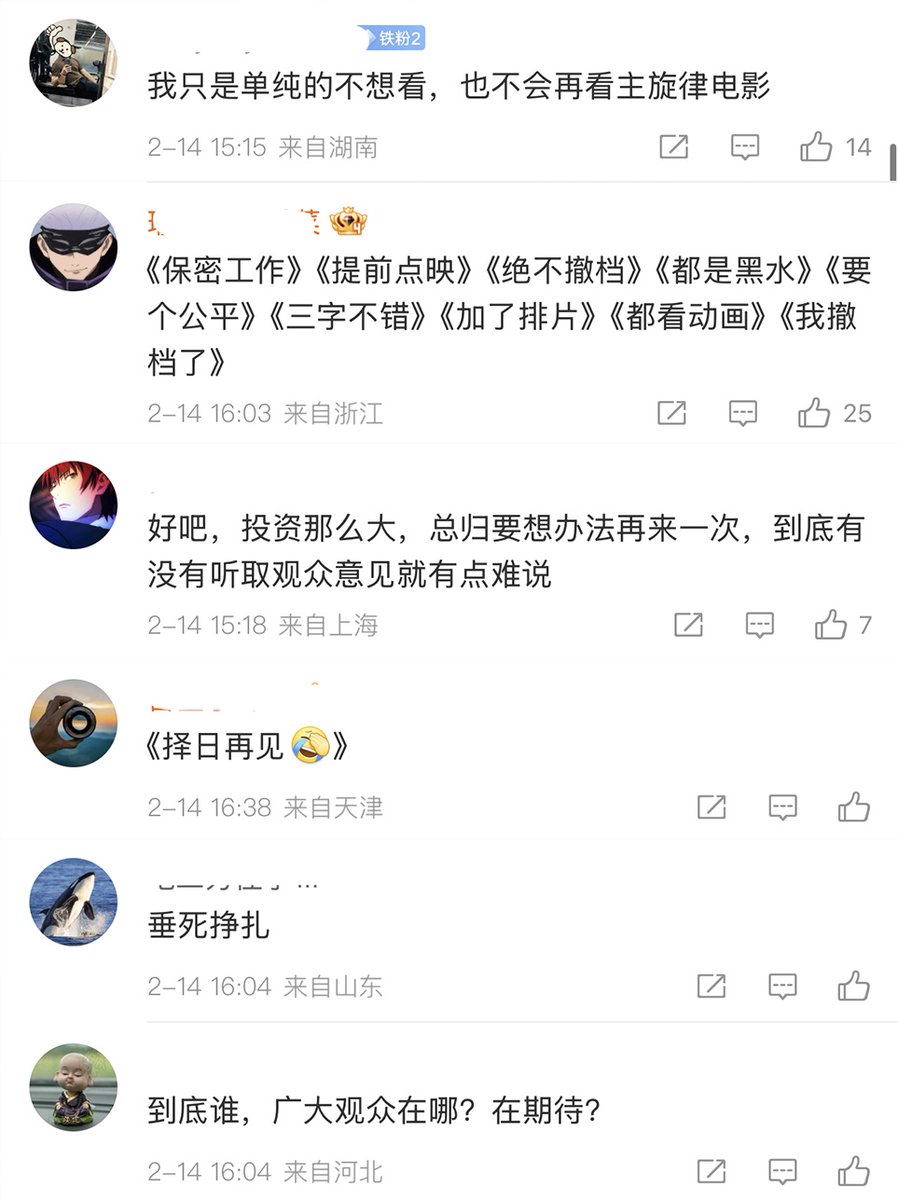 铁粉2
我只是单纯的不想看，也不会再看主旋律电影
2-14 15:15 来自湖南
14
《保密工作》《提前点映》《绝不撤档》《都是黑水》《要
个公平》《三字不错》《加了排片》《都看动画》《我撤
档了》
2-14 16:03 来自浙江
25
好吧，投资那么大，总归要想办法再来一次，到底有
没有听取观众意见就有点难说
2-14 15:18 来自上海
7
《择日再见🤣》
2-14 16:38 来自天津
垂死挣扎
2-14 16:04 来自山东
到底谁，广大观众在哪？在期待？
2-14 16:04 来自河北